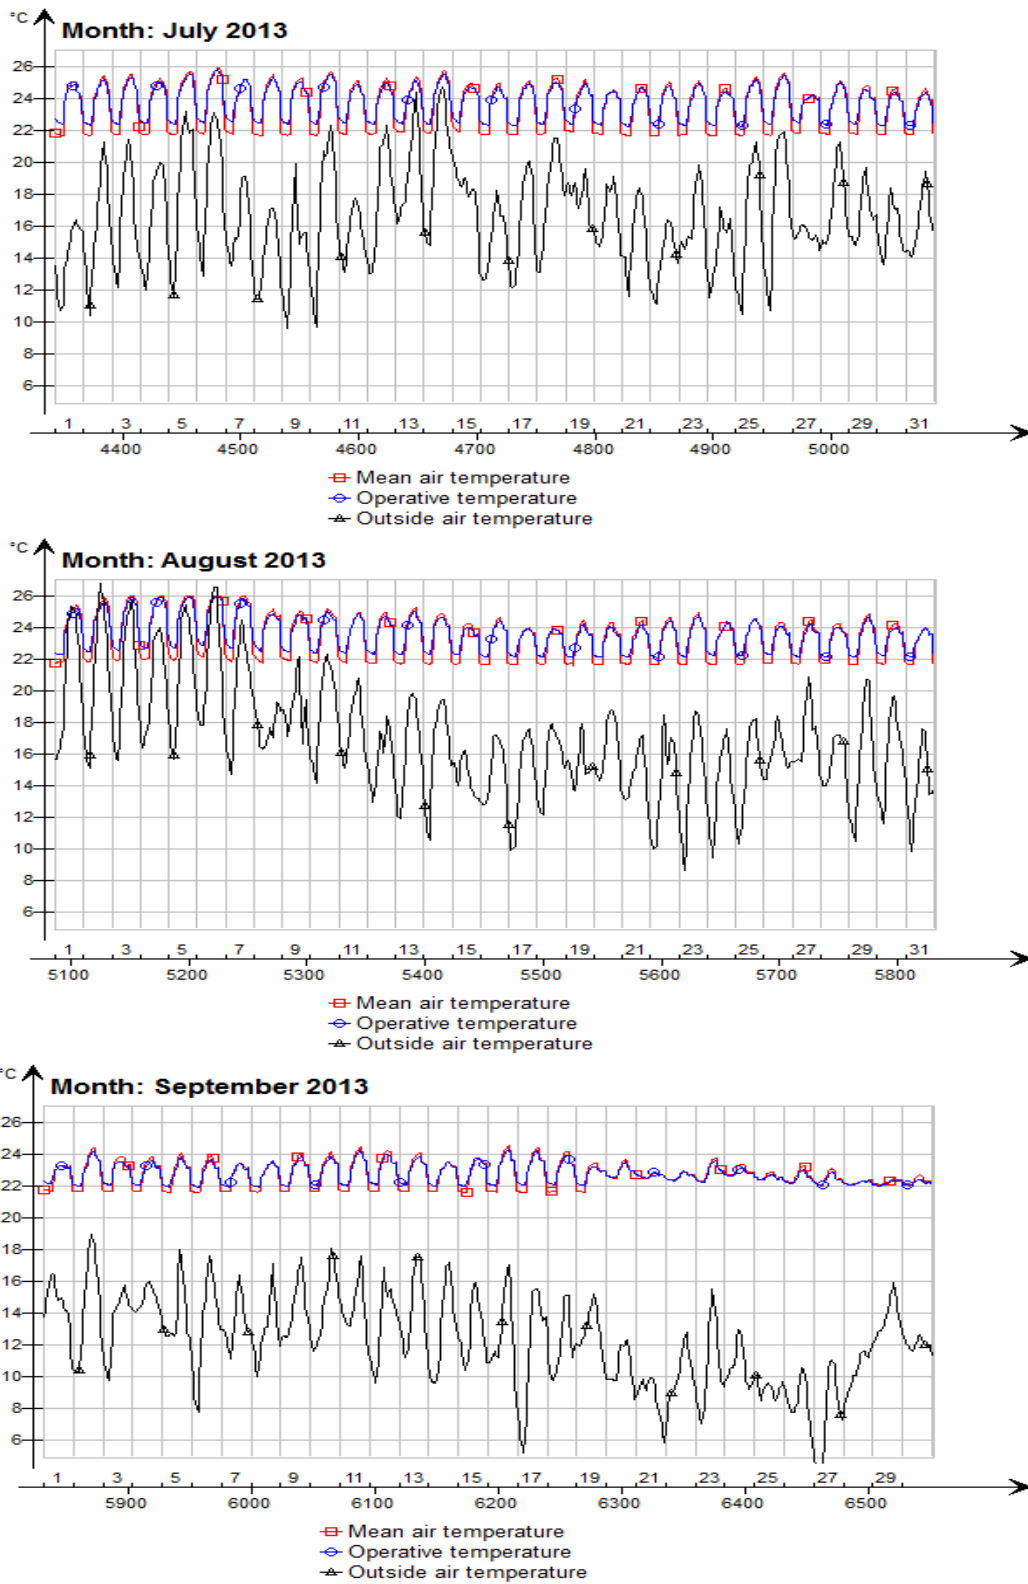 °C
Month: July 2013
26
24
22
20
18
16
14
12
10
8
6
1 3 5 7 9 11 13 15 17 19 21 23 25 27 29 31
4400 4500 4600 4700 4800 4900 5000
Mean air temperature
Operative temperature
Outside air temperature
°C
Month: August 2013
26
24
22
20
18
16
14
12
10
8
6
1 3 5 7 9 11 13 15 17 19 21 23 25 27 29 31
5100 5200 5300 5400 5500 5600 5700 5800
Mean air temperature
Operative temperature
Outside air temperature
°C
Month: September 2013
26
24
22
20
18
16
14
12
10
8
6
1 3 5 7 9 11 13 15 17 19 21 23 25 27 29
5900 6000 6100 6200 6300 6400 6500
Mean air temperature
Operative temperature
Outside air temperature